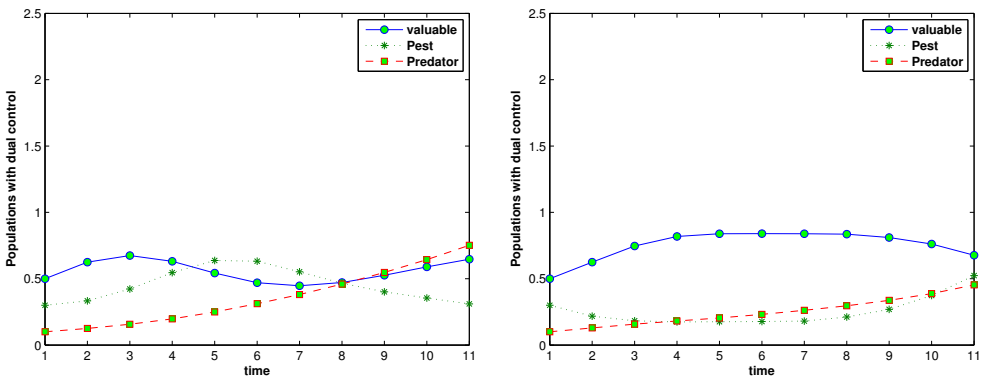 2.5
2
1.5
1
0.5
0
1 2 3 4 5 6 7 8 9 10 11
time
Populations with dual control
valuable
Pest
Predator
2.5
2
1.5
1
0.5
0
1 2 3 4 5 6 7 8 9 10 11
time
Populations with dual control
valuable
Pest
Predator